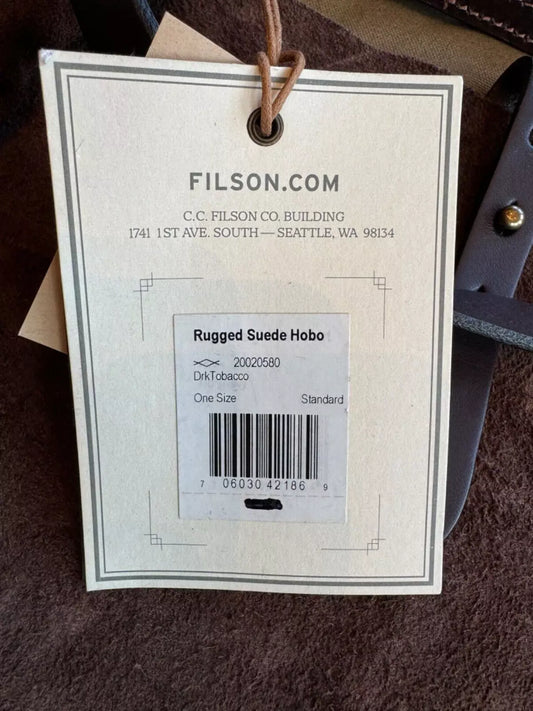 FILSON.COM
C.C. FILSON CO. BUILDING
1741 1ST AVE. SOUTH — SEATTLE, WA 98134
Rugged Suede Hobo
20020580
DrkTobacco
One Size Standard
7 06030 42186 9